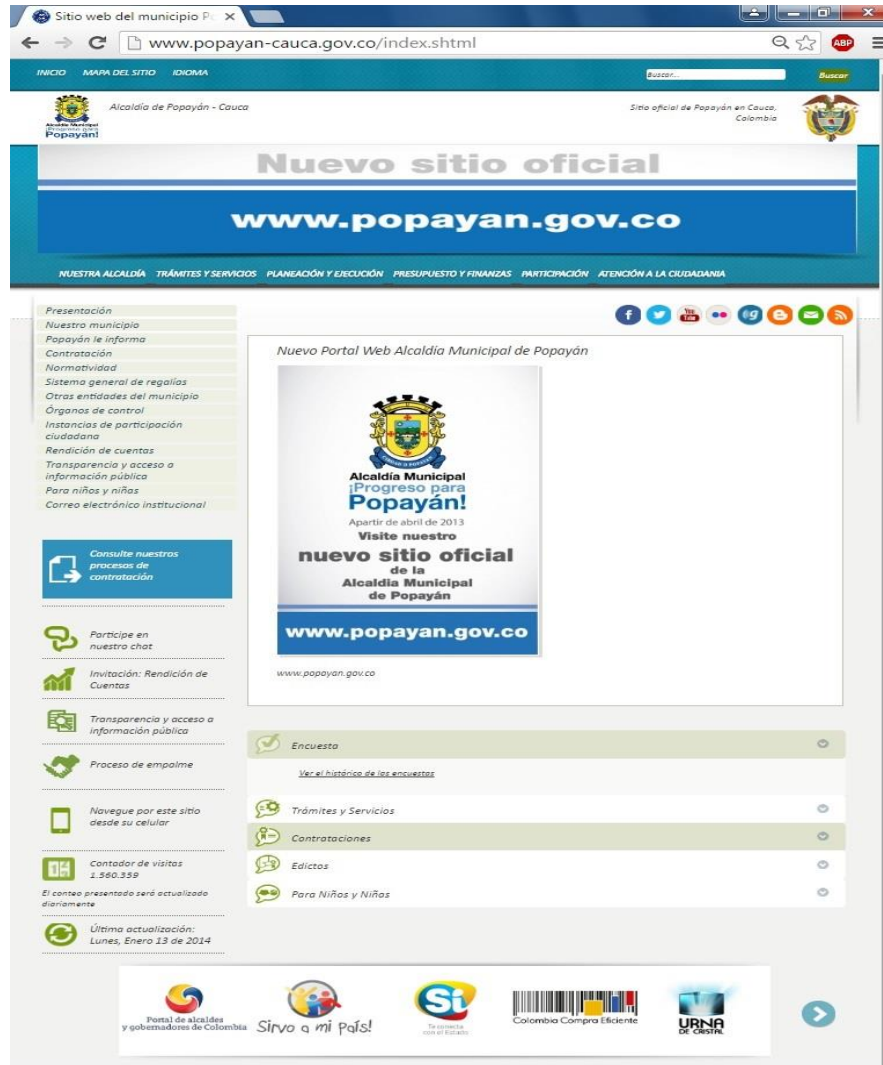 Sitio web del municipio P
www.popayan-cauca.gov.co/index.shtml
ABP
INICIO MAPA DEL SITIO IDIOMA
Buscar...
Buscar
Alcaldía de Popayán - Cauca
Sitio oficial de Popayán en Cauca,
Colombia
Alcaldía Municipal
¡Progreso para
Popayán!
Nuevo sitio oficial
www.popayan.gov.co
NUESTRA ALCALDÍA TRÁMITES Y SERVICIOS PLANEACIÓN Y EJECUCIÓN PRESUPUESTO Y FINANZAS PARTICIPACIÓN ATENCIÓN A LA CIUDADANIA
Presentación
Nuestro municipio
Popayán le informa
Contratación
Normatividad
Sistema general de regalías
Otras entidades del municipio
Órganos de control
Instancias de participación
ciudadana
Rendición de cuentas
Transparencia y acceso a
información pública
Para niños y niñas
Correo electrónico institucional
Consulte nuestros
procesos de
contratación
Participe en
nuestro chat
Invitación: Rendición de
Cuentas
Transparencia y acceso a
información pública
Proceso de empalme
Navegue por este sitio
desde su celular
Contador de visitas
1.560.359
El conteo presentado será actualizado
diariamente
Última actualización:
Lunes, Enero 13 de 2014
You
Tube
Nuevo Portal Web Alcaldía Municipal de Popayán
Alcaldía Municipal
¡Progreso para
Popayán!
Apartir de abril de 2013
Visite nuestro
nuevo sitio oficial
de la
Alcaldia Municipal
de Popayán
www.popayan.gov.co
www.popayan.gov.co
Encuesta
Ver el histórico de las encuestas
Trámites y Servicios
Contrataciones
Edictos
Para Niños y Niñas
Portal de alcaldes
y gobernadores de Colombia
Sirvo a mi País!
Sí
Te conecta
con el Estado
Colombia Compra Eficiente
URNA
DE CRISTAL